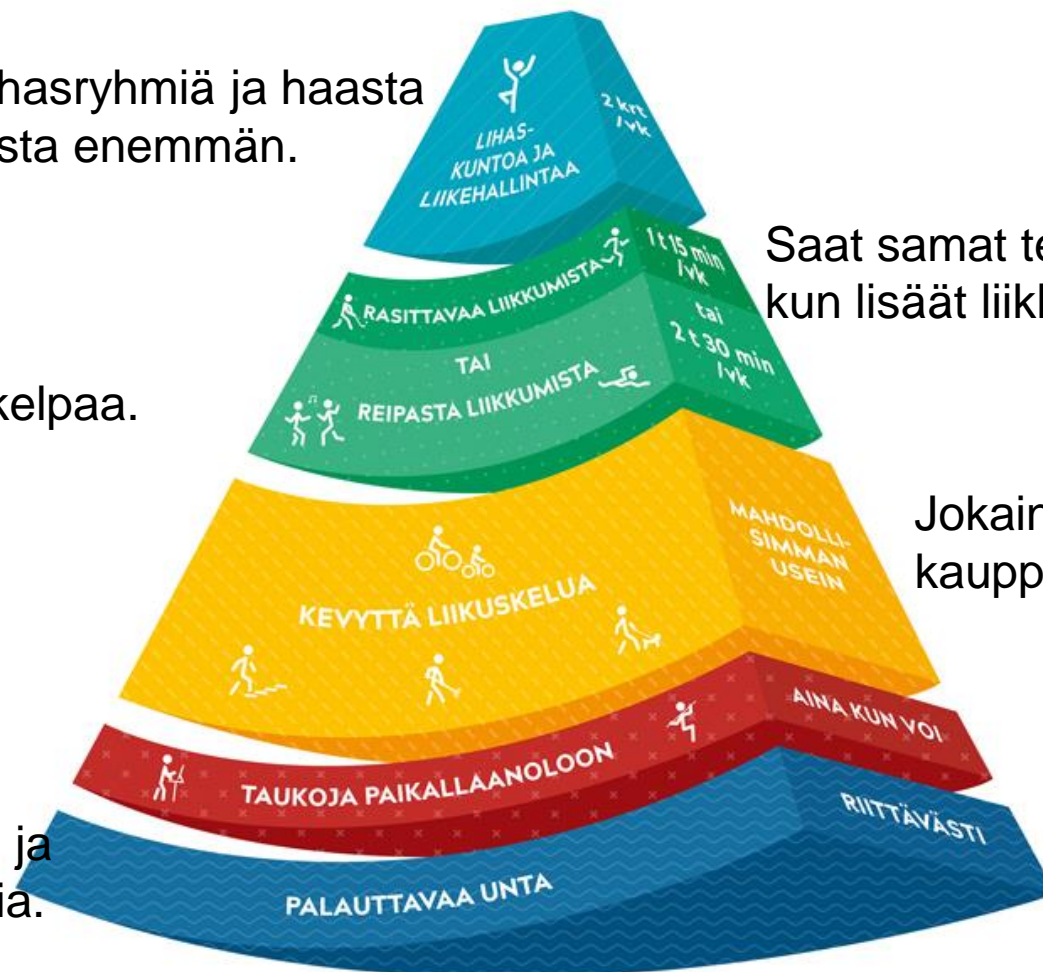 hasryhmiä ja haasta
sta enemmän.
LIHAS-
KUNTOA JA
LIIKEHALLINTAA
2 krt
/vk
RASITTAVAA LIIKKUMISTA
1 t 15 min
/vk
TAI
tai
REIPASTA LIIKKUMISTA
2 t 30 min
/vk
Saat samat te
kun lisäät liik
kelpaa.
KEVYTTÄ LIIKUSKELUA
MAHDOLLI-
SIMMAN
USEIN
Jokain
kaupp
TAUKOJA PAIKALLAANOLOON
AINA KUN VOI
ja
ia.
PALAUTTAVAA UNTA
RIITTÄVÄSTI